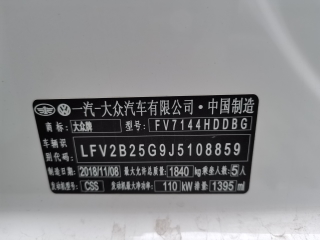 一汽-大众汽车有限公司·中国制造
商标: 大众牌 型号: FV7144HDDBG
车辆识别代号: LFV2B25G9J5108859
制造日期: 2018/11/08 最大允许总质量: 1840 kg 乘坐人数: 5人
发动机型号: CSS 发动机最大净功率: 110 kW 排量: 1395 ml